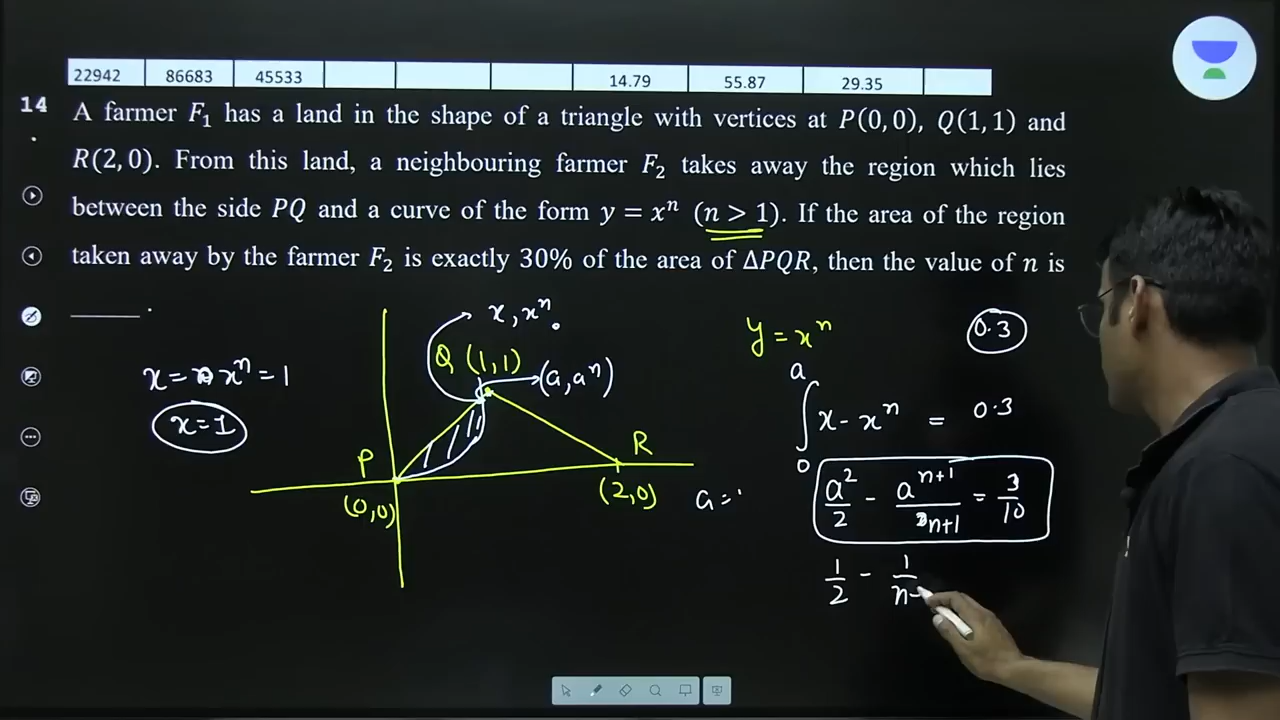 22942 86683 45533 14.79 55.87 29.35
14 A farmer F₁ has a land in the shape of a triangle with vertices at P(0,0), Q(1,1) and
R(2,0). From this land, a neighbouring farmer F₂ takes away the region which lies
between the side PQ and a curve of the form y = xⁿ (n > 1). If the area of the region
taken away by the farmer F₂ is exactly 30% of the area of ΔPQR, then the value of n is
______.
x, xⁿ
y = xⁿ
0.3
Q (1,1)
(a, aⁿ)
x = xⁿ = 1
x = 1
∫₀ᵃ x - xⁿ = 0.3
P
(0,0)
R
(2,0)
a =
a²/2 - aⁿ⁺¹/n+1 = 3/10
1/2 - 1/n